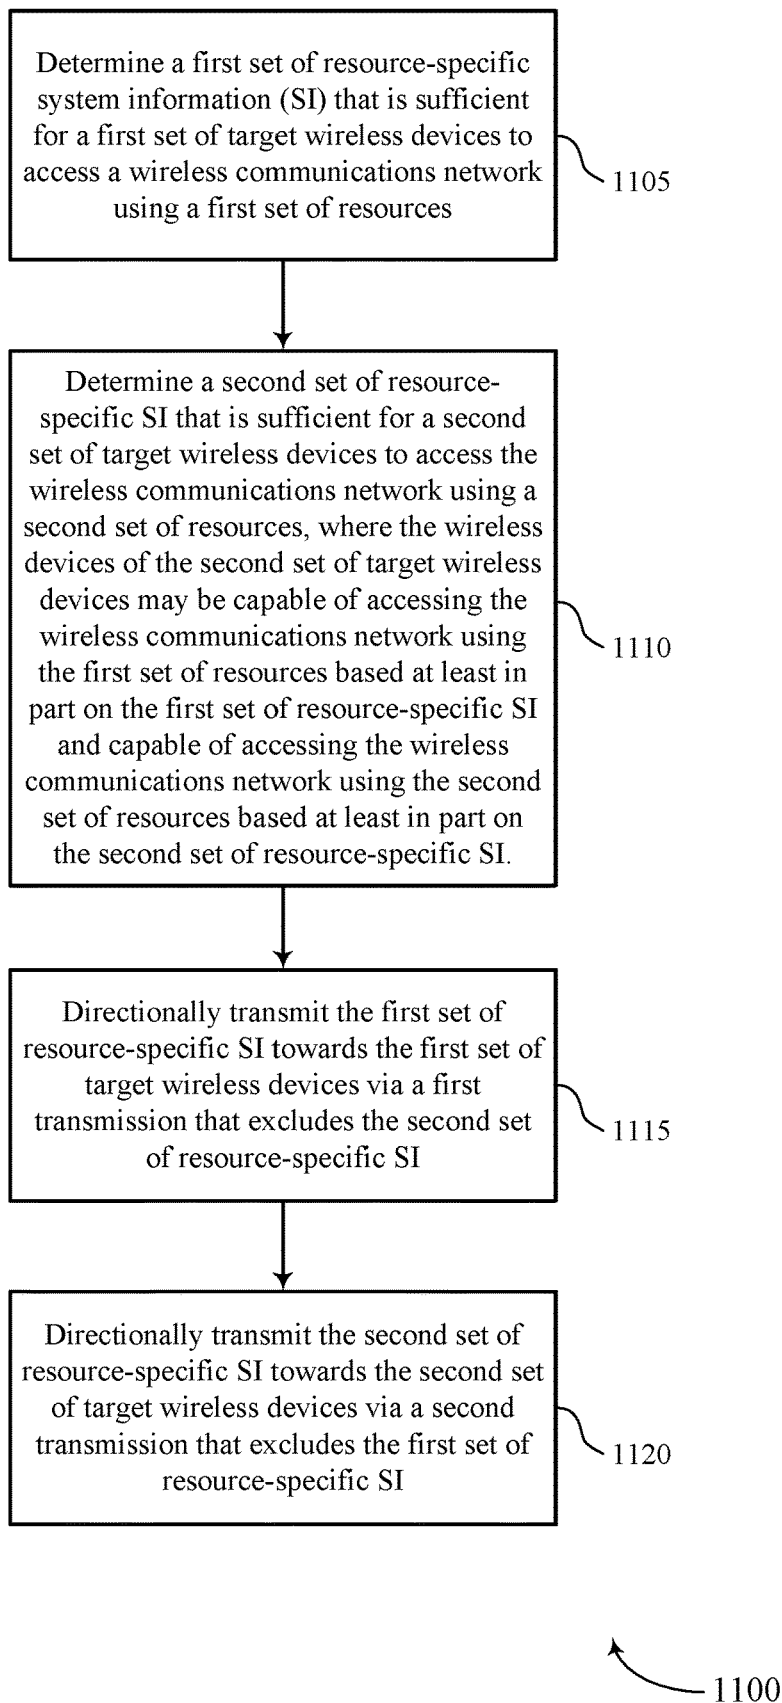 Determine a first set of resource-specific
system information (SI) that is sufficient
for a first set of target wireless devices to
access a wireless communications network
using a first set of resources
1105
Determine a second set of resource-
specific SI that is sufficient for a second
set of target wireless devices to access the
wireless communications network using a
second set of resources, where the wireless
devices of the second set of target wireless
devices may be capable of accessing the
wireless communications network using
the first set of resources based at least in
part on the first set of resource-specific SI
and capable of accessing the wireless
communications network using the second
set of resources based at least in part on
the second set of resource-specific SI.
1110
Directionally transmit the first set of
resource-specific SI towards the first set of
target wireless devices via a first
transmission that excludes the second set
of resource-specific SI
1115
Directionally transmit the second set of
resource-specific SI towards the second set
of target wireless devices via a second
transmission that excludes the first set of
resource-specific SI
1120
1100